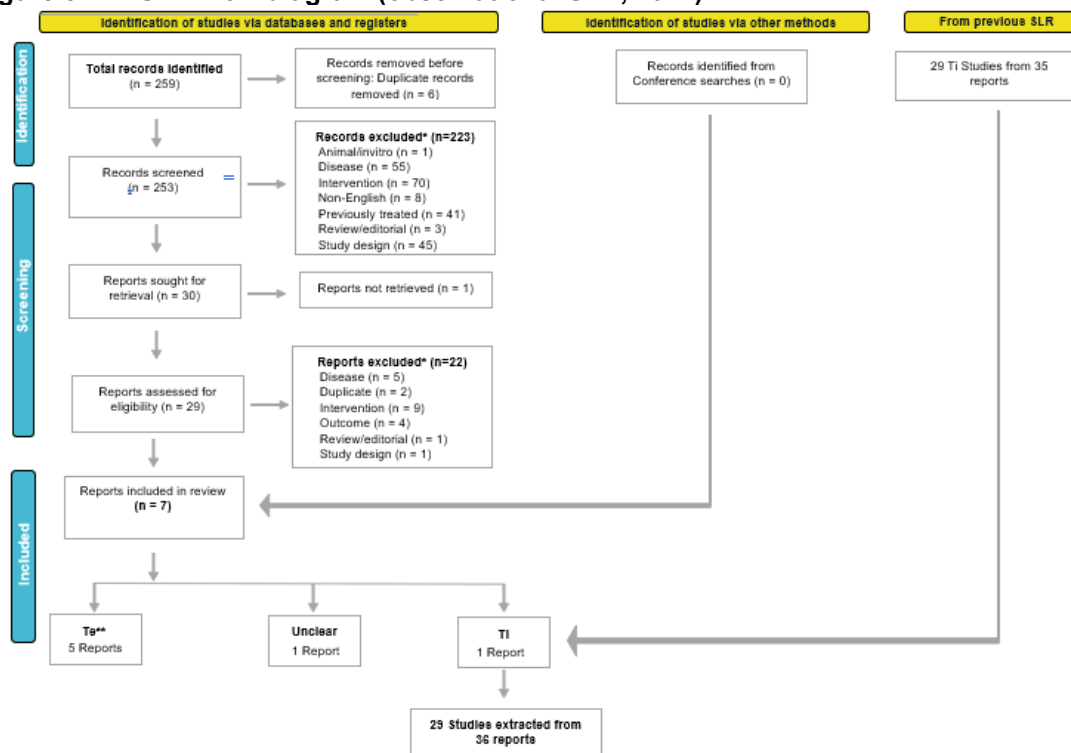 Identification of studies via databases and registers
Identification of studies via other methods
From previous SLR
Identification
Total records identified
(n = 259)
Records removed before
screening: Duplicate records
removed (n = 6)
Records identified from
Conference searches (n = 0)
29 Ti Studies from 35
reports
Screening
Records screened
(n = 253)
Records excluded* (n=223)
Animal/invitro (n = 1)
Disease (n = 55)
Intervention (n = 70)
Non-English (n = 8)
Previously treated (n = 41)
Review/editorial (n = 3)
Study design (n = 45)
Reports sought for
retrieval (n = 30)
Reports not retrieved (n = 1)
Reports assessed for
eligibility (n = 29)
Reports excluded* (n=22)
Disease (n = 5)
Duplicate (n = 2)
Intervention (n = 9)
Outcome (n = 4)
Review/editorial (n = 1)
Study design (n = 1)
Included
Reports included in review
(n = 7)
Te**
5 Reports
Unclear
1 Report
TI
1 Report
29 Studies extracted from
36 reports